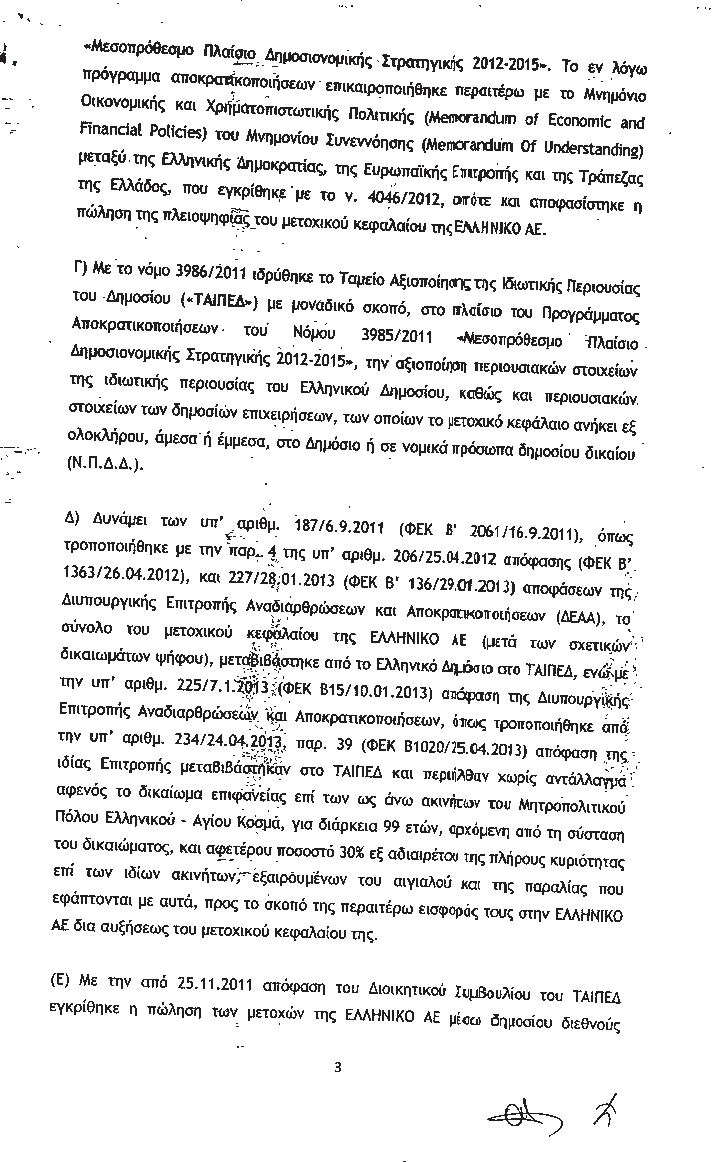 «Μεσοπρόθεσμο Πλαίσιο Δημοσιονομικής Στρατηγικής 2012-2015». Το εν λόγω
πρόγραμμα αποκρατικοποιήσεων επικαιροποιήθηκε περαιτέρω με το Μνημόνιο
Οικονομικής και Χρηματοπιστωτικής Πολιτικής (Memorandum of Economic and
Financial Policies) του Μνημονίου Συνεννόησης (Memorandum Of Understanding)
μεταξύ της Ελληνικής Δημοκρατίας, της Ευρωπαϊκής Επιτροπής και της Τράπεζας
της Ελλάδος, που εγκρίθηκε με το ν. 4046/2012, οπότε και αποφασίστηκε η
πώληση της πλειοψηφίας του μετοχικού κεφαλαίου της ΕΛΛΗΝΙΚΟ ΑΕ.
Γ) Με το νόμο 3986/2011 ιδρύθηκε το Ταμείο Αξιοποίησης της Ιδιωτικής Περιουσίας
του Δημοσίου («ΤΑΙΠΕΔ») με μοναδικό σκοπό, στο πλαίσιο του Προγράμματος
Αποκρατικοποιήσεων του Νόμου 3985/2011 «Μεσοπρόθεσμο Πλαίσιο
Δημοσιονομικής Στρατηγικής 2012-2015», την αξιοποίηση περιουσιακών στοιχείων
της ιδιωτικής περιουσίας του Ελληνικού Δημοσίου, καθώς και περιουσιακών
στοιχείων των δημοσίων επιχειρήσεων, των οποίων το μετοχικό κεφάλαιο ανήκει εξ
ολοκλήρου, άμεσα ή έμμεσα, στο Δημόσιο ή σε νομικά πρόσωπα δημοσίου δικαίου
(Ν.Π.Δ.Δ.).
Δ) Δυνάμει των υπ' αριθμ. 187/6.9.2011 (ΦΕΚ Β' 2061/16.9.2011), όπως
τροποποιήθηκε με την παρ. 4 της υπ' αριθμ. 206/25.04.2012 απόφασης (ΦΕΚ Β'
1363/26.04.2012), και 227/28.01.2013 (ΦΕΚ Β' 136/29.01.2013) αποφάσεων της
Διυπουργικής Επιτροπής Αναδιαρθρώσεων και Αποκρατικοποιήσεων (ΔΕΑΑ), το
σύνολο του μετοχικού κεφαλαίου της ΕΛΛΗΝΙΚΟ ΑΕ (μετά των σχετικών
δικαιωμάτων ψήφου), μεταβιβάστηκε από το Ελληνικό Δημόσιο στο ΤΑΙΠΕΔ, ενώ με
την υπ' αριθμ. 225/7.1.2013 (ΦΕΚ Β15/10.01.2013) απόφαση της Διυπουργικής
Επιτροπής Αναδιαρθρώσεων και Αποκρατικοποιήσεων, όπως τροποποιήθηκε από
την υπ' αριθμ. 234/24.04.2013, παρ. 39 (ΦΕΚ Β1020/25.04.2013) απόφαση της
ιδίας Επιτροπής μεταβιβάστηκαν στο ΤΑΙΠΕΔ και περιήλθαν χωρίς αντάλλαγμα
αφενός το δικαίωμα επιφανείας επί των ως άνω ακινήτων του Μητροπολιτικού
Πόλου Ελληνικού - Αγίου Κοσμά, για διάρκεια 99 ετών, αρχόμενη από τη σύσταση
του δικαιώματος, και αφετέρου ποσοστό 30% εξ αδιαιρέτου της πλήρους κυριότητας
επί των ιδίων ακινήτων, εξαιρουμένων του αιγιαλού και της παραλίας που
εφάπτονται με αυτά, προς το σκοπό της περαιτέρω εισφοράς τους στην ΕΛΛΗΝΙΚΟ
ΑΕ δια αυξήσεως του μετοχικού κεφαλαίου της.
(Ε) Με την από 25.11.2011 απόφαση του Διοικητικού Συμβουλίου του ΤΑΙΠΕΔ
εγκρίθηκε η πώληση των μετοχών της ΕΛΛΗΝΙΚΟ ΑΕ μέσω δημοσίου διεθνούς
3